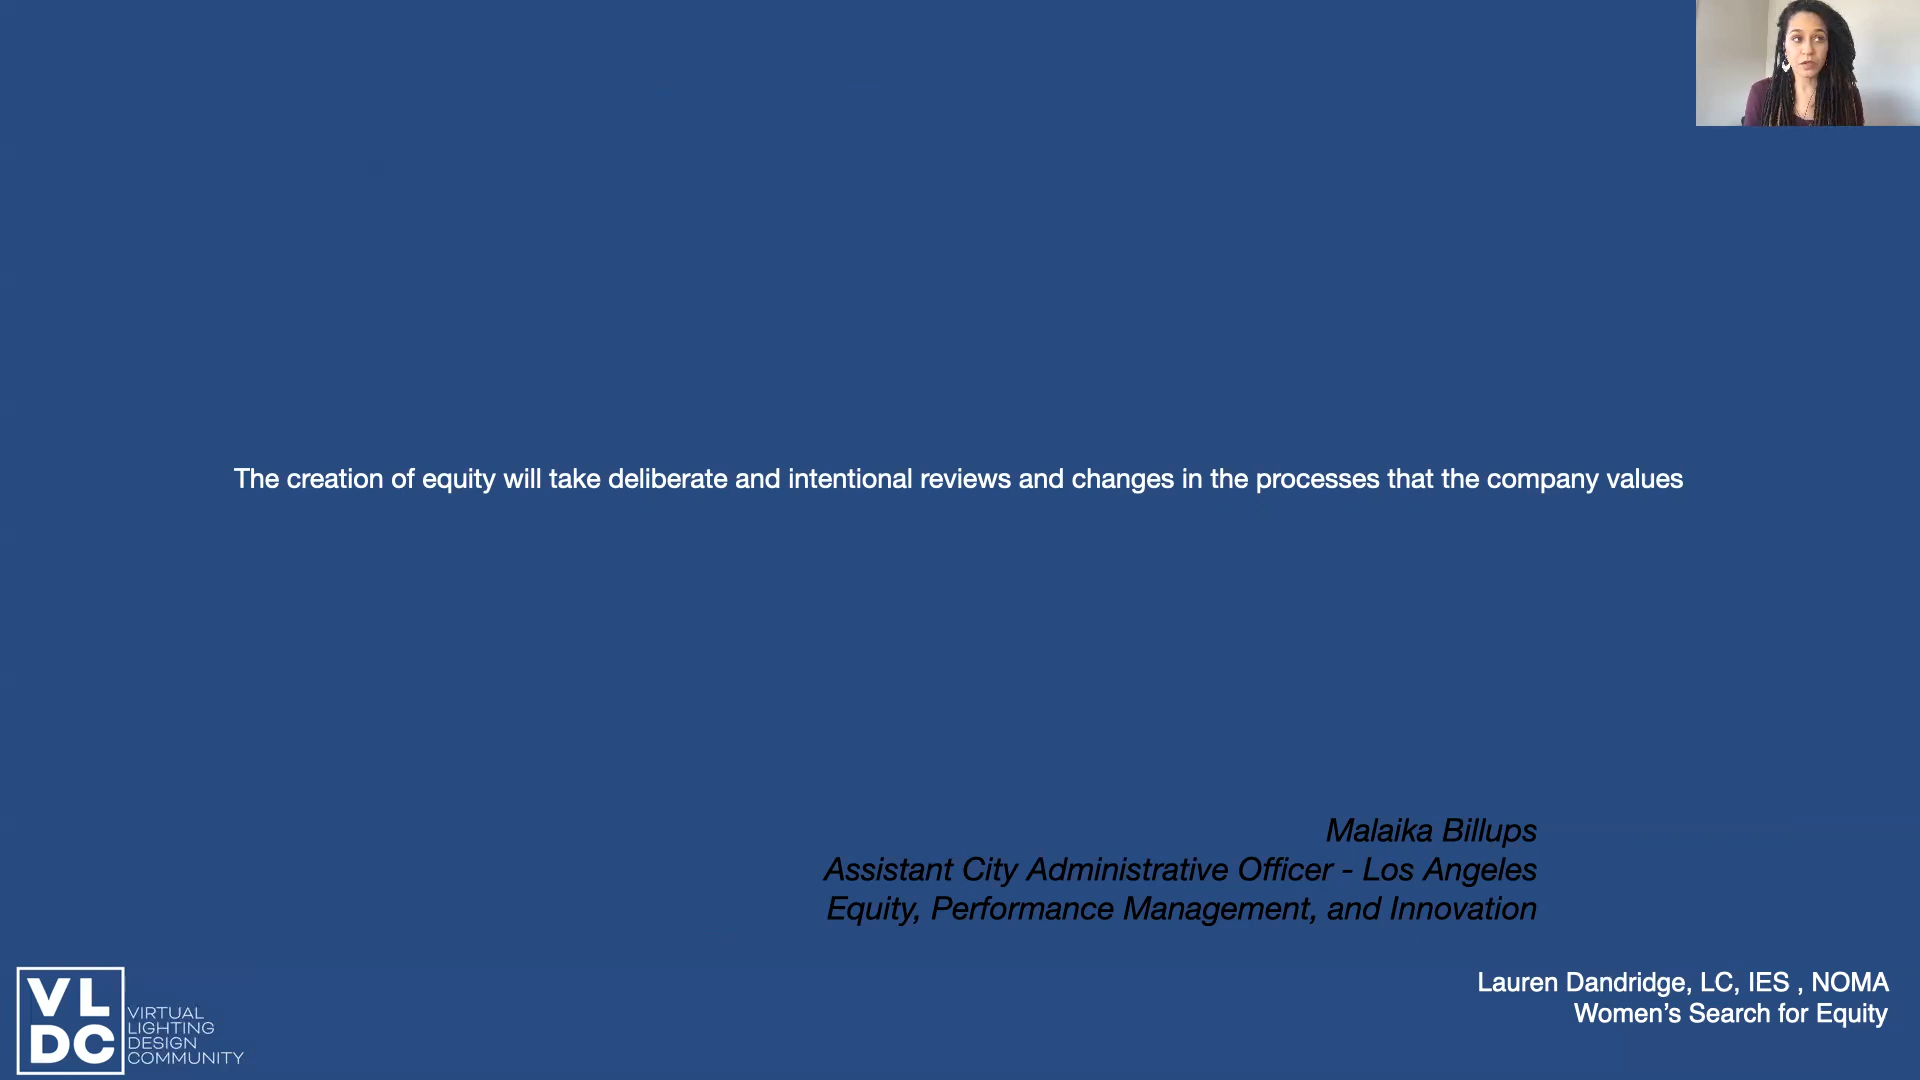 The creation of equity will take deliberate and intentional reviews and changes in the processes that the company values
Malaika Billups
Assistant City Administrative Officer - Los Angeles
Equity, Performance Management, and Innovation
Lauren Dandridge, LC, IES , NOMA
Women’s Search for Equity
VL
DC
VIRTUAL
LIGHTING
DESIGN
COMMUNITY